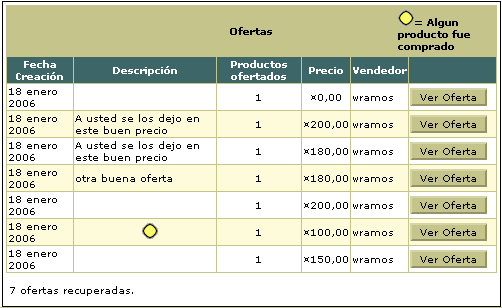 Ofertas
= Algun
producto fue
comprado
Fecha
Creación
Descripción
Productos
ofertados
Precio
Vendedor
18 enero
2006
1
¤0,00
wramos
Ver Oferta
18 enero
2006
A usted se los dejo en
este buen precio
1
¤200,00
wramos
Ver Oferta
18 enero
2006
A usted se los dejo en
este buen precio
1
¤180,00
wramos
Ver Oferta
18 enero
2006
otra buena oferta
1
¤180,00
wramos
Ver Oferta
18 enero
2006
1
¤200,00
wramos
Ver Oferta
18 enero
2006
1
¤100,00
wramos
Ver Oferta
18 enero
2006
1
¤150,00
wramos
Ver Oferta
7 ofertas recuperadas.